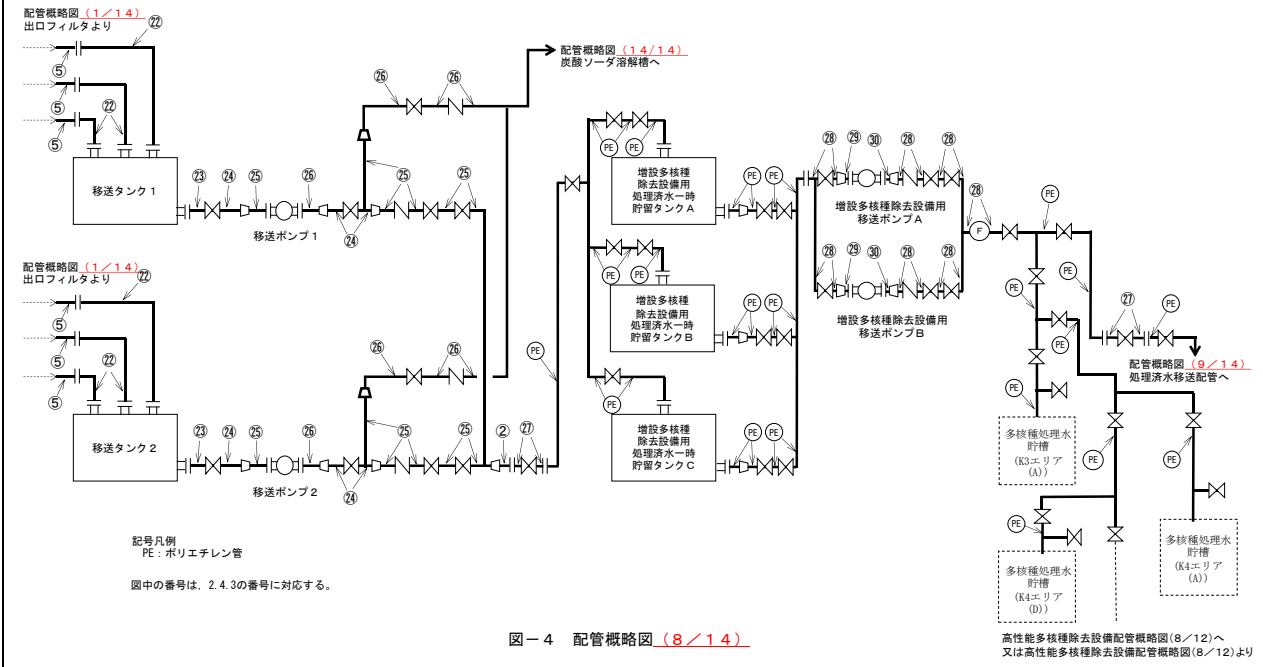 配管概略図（1/14）
出口フィルタより
㉒
⑤
⑤
㉒
⑤
移送タンク１
㉓
㉔
㉕
㉖
移送ポンプ１
㉔
㉕
㉕
㉕
㉖
㉖
配管概略図（14/14）
炭酸ソーダ溶解槽へ
配管概略図（1/14）
出口フィルタより
㉒
⑤
⑤
㉒
⑤
移送タンク２
㉓
㉔
㉕
㉖
移送ポンプ２
㉔
㉕
㉕
㉖
㉖
②
㉗
PE
PE
PE
増設多核種
除去設備用
処理済水一時
貯留タンクＡ
PE
PE
PE
PE
PE
増設多核種
除去設備用
処理済水一時
貯留タンクＢ
PE
PE
PE
増設多核種
除去設備用
処理済水一時
貯留タンクＣ
PE
PE
㉘
㉙
㉚
㉘
㉘
増設多核種除去設備用
移送ポンプＡ
㉘
㉙
㉚
㉘
㉘
増設多核種除去設備用
移送ポンプＢ
㉘
F
PE
PE
PE
㉗
PE
PE
配管概略図（9/14）
処理済水移送配管へ
PE
多核種処理水
貯槽
(K3エリア
(A))
PE
PE
PE
多核種処理水
貯槽
(K4エリア
(D))
多核種処理水
貯槽
(K4エリア
(A))
高性能多核種除去設備配管概略図(8/12)へ
又は高性能多核種除去設備配管概略図(8/12)より
記号凡例
PE：ポリエチレン管
図中の番号は，2.4.3の番号に対応する。
図－４　配管概略図（８／１４）